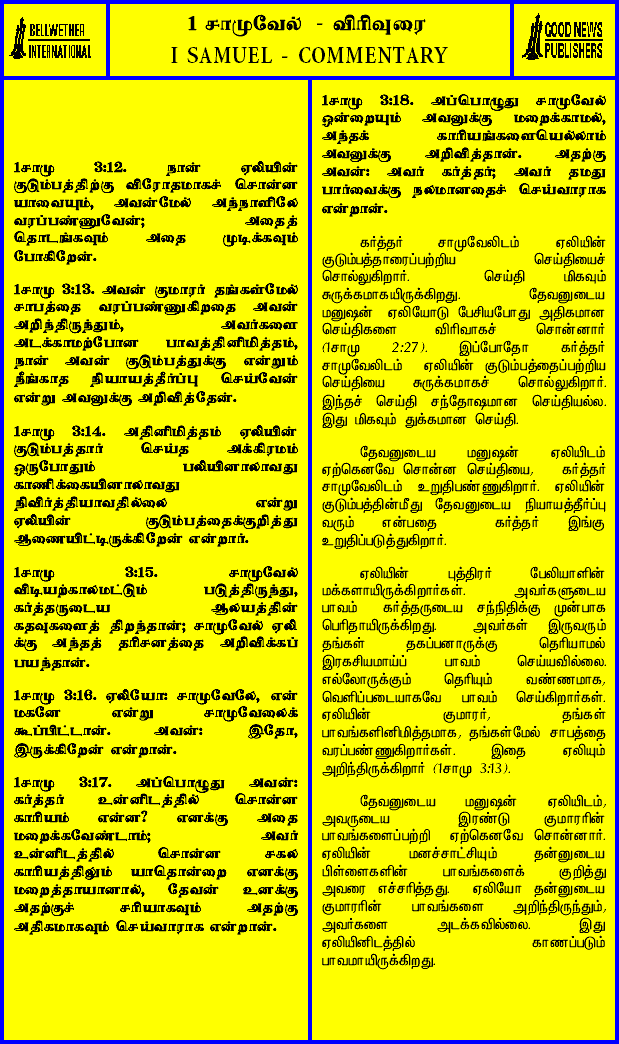 BELLWETHER
INTERNATIONAL
1 சாமுவேல் - விரிவுரை
I SAMUEL - COMMENTARY
GOOD NEWS
PUBLISHERS
1சாமு 3:12. நான் ஏலியின்
குடும்பத்திற்கு விரோதமாகச் சொன்ன
யாவையும், அவன்மேல் அந்நாளிலே
வரப்பண்ணுவேன்; அதைத்
தொடங்கவும் அதை முடிக்கவும்
போகிறேன்.
1சாமு 3:13. அவன் குமாரர் தங்கள்மேல்
சாபத்தை வரப்பண்ணுகிறதை அவன்
அறிந்திருந்தும், அவர்களை
அடக்காமற்போன பாவத்தினிமித்தம்,
நான் அவன் குடும்பத்துக்கு என்றும்
நீங்காத நியாயத்தீர்ப்பு செய்வேன்
என்று அவனுக்கு அறிவித்தேன்.
1சாமு 3:14. அதினிமித்தம் ஏலியின்
குடும்பத்தார் செய்த அக்கிரமம்
ஒருபோதும் பலியினாலாவது
காணிக்கையினாலாவது
நிவிர்த்தியாவதில்லை என்று
ஏலியின் குடும்பத்தைக்குறித்து
ஆணையிட்டிருக்கிறேன் என்றார்.
1சாமு 3:15. சாமுவேல்
விடியற்காலமட்டும் படுத்திருந்து,
கர்த்தருடைய ஆலயத்தின்
கதவுகளைத் திறந்தான்; சாமுவேல் ஏலி
க்கு அந்தத் தரிசனத்தை அறிவிக்கப்
பயந்தான்.
1சாமு 3:16. ஏலியோ: சாமுவேலே, என்
மகனே என்று சாமுவேலைக்
கூப்பிட்டான். அவன்: இதோ,
இருக்கிறேன் என்றான்.
1சாமு 3:17. அப்பொழுது அவன்:
கர்த்தர் உன்னிடத்தில் சொன்ன
காரியம் என்ன? எனக்கு அதை
மறைக்கவேண்டாம்; அவர்
உன்னிடத்தில் சொன்ன சகல
காரியத்திலும் யாதொன்றை எனக்கு
மறைத்தாயானால், தேவன் உனக்கு
அதற்குச் சரியாகவும் அதற்கு
அதிகமாகவும் செய்வாராக என்றான்.
1சாமு 3:18. அப்பொழுது சாமுவேல்
ஒன்றையும் அவனுக்கு மறைக்காமல்,
அந்தக் காரியங்களையெல்லாம்
அவனுக்கு அறிவித்தான். அதற்கு
அவன்: அவர் கர்த்தர்; அவர் தமது
பார்வைக்கு நலமானதைச் செய்வாராக
என்றான்.
கர்த்தர் சாமுவேலிடம் ஏலியின்
குடும்பத்தாரைப்பற்றிய செய்தியைச்
சொல்லுகிறார். செய்தி மிகவும்
சுருக்கமாகயிருக்கிறது. தேவனுடைய
மனுஷன் ஏலியோடு பேசியபோது அதிகமான
செய்திகளை விரிவாகச் சொன்னார்
(1சாமு 2:27). இப்போதோ கர்த்தர்
சாமுவேலிடம் ஏலியின் குடும்பத்தைப்பற்றிய
செய்தியை சுருக்கமாகச் சொல்லுகிறார்.
இந்தச் செய்தி சந்தோஷமான செய்தியல்ல.
இது மிகவும் துக்கமான செய்தி.
தேவனுடைய மனுஷன் ஏலியிடம்
ஏற்கெனவே சொன்ன செய்தியை, கர்த்தர்
சாமுவேலிடம் உறுதிபண்ணுகிறார். ஏலியின்
குடும்பத்தின்மீது தேவனுடைய நியாயத்தீர்ப்பு
வரும் என்பதை கர்த்தர் இங்கு
உறுதிப்படுத்துகிறார்.
ஏலியின் புத்திரர் பேலியாளின்
மக்களாயிருக்கிறார்கள். அவர்களுடைய
பாவம் கர்த்தருடைய சந்நிதிக்கு முன்பாக
பெரிதாயிருக்கிறது. அவர்கள் இருவரும்
தங்கள் தகப்பனாருக்கு தெரியாமல்
இரகசியமாய்ப் பாவம் செய்யவில்லை.
எல்லோருக்கும் தெரியும் வண்ணமாக,
வெளிப்படையாகவே பாவம் செய்கிறார்கள்.
ஏலியின் குமாரர், தங்கள்
பாவங்களினிமித்தமாக, தங்கள்மேல் சாபத்தை
வரப்பண்ணுகிறார்கள். இதை ஏலியும்
அறிந்திருக்கிறார் (1சாமு 3:13).
தேவனுடைய மனுஷன் ஏலியிடம்,
அவருடைய இரண்டு குமாரரின்
பாவங்களைப்பற்றி ஏற்கெனவே சொன்னார்.
ஏலியின் மனச்சாட்சியும் தன்னுடைய
பிள்ளைகளின் பாவங்களைக் குறித்து
அவரை எச்சரித்தது. ஏலியோ தன்னுடைய
குமாரரின் பாவங்களை அறிந்திருந்தும்,
அவர்களை அடக்கவில்லை. இது
ஏலியினிடத்தில் காணப்படும்
பாவமாயிருக்கிறது.